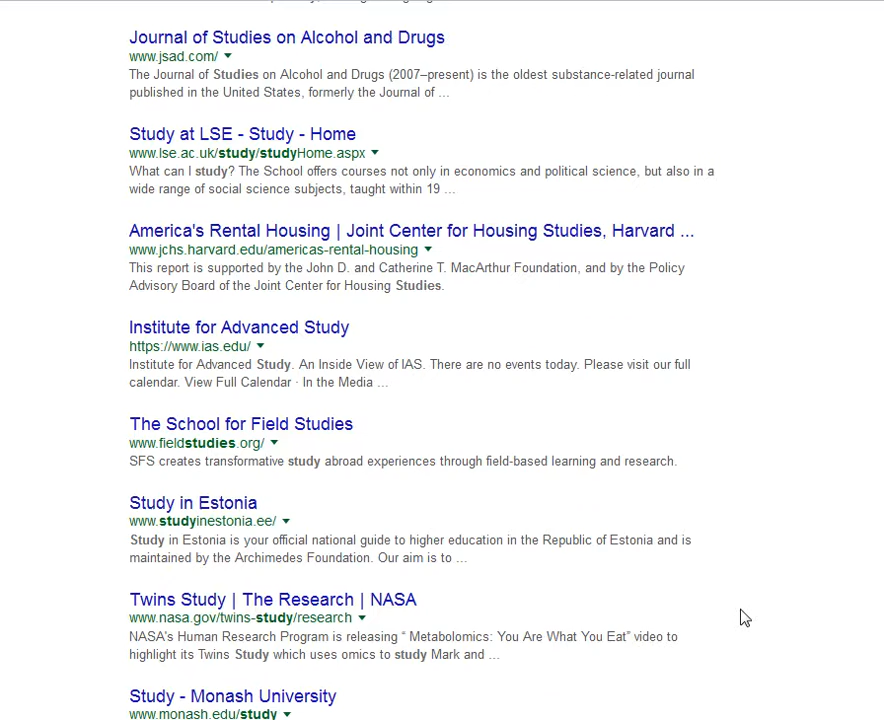 Journal of Studies on Alcohol and Drugs
www.jsad.com/
The Journal of Studies on Alcohol and Drugs (2007–present) is the oldest substance-related journal
published in the United States, formerly the Journal of ...
Study at LSE - Study - Home
www.lse.ac.uk/study/studyHome.aspx
What can I study? The School offers courses not only in economics and political science, but also in a
wide range of social science subjects, taught within 19 ...
America's Rental Housing | Joint Center for Housing Studies, Harvard ...
www.jchs.harvard.edu/americas-rental-housing
This report is supported by the John D. and Catherine T. MacArthur Foundation, and by the Policy
Advisory Board of the Joint Center for Housing Studies.
Institute for Advanced Study
https://www.ias.edu/
Institute for Advanced Study. An Inside View of IAS. There are no events today. Please visit our full
calendar. View Full Calendar · In the Media ...
The School for Field Studies
www.fieldstudies.org/
SFS creates transformative study abroad experiences through field-based learning and research.
Study in Estonia
www.studyinestonia.ee/
Study in Estonia is your official national guide to higher education in the Republic of Estonia and is
maintained by the Archimedes Foundation. Our aim is to ...
Twins Study | The Research | NASA
www.nasa.gov/twins-study/research
NASA's Human Research Program is releasing “ Metabolomics: You Are What You Eat” video to
highlight its Twins Study which uses omics to study Mark and ...
Study - Monash University
www.monash.edu/study